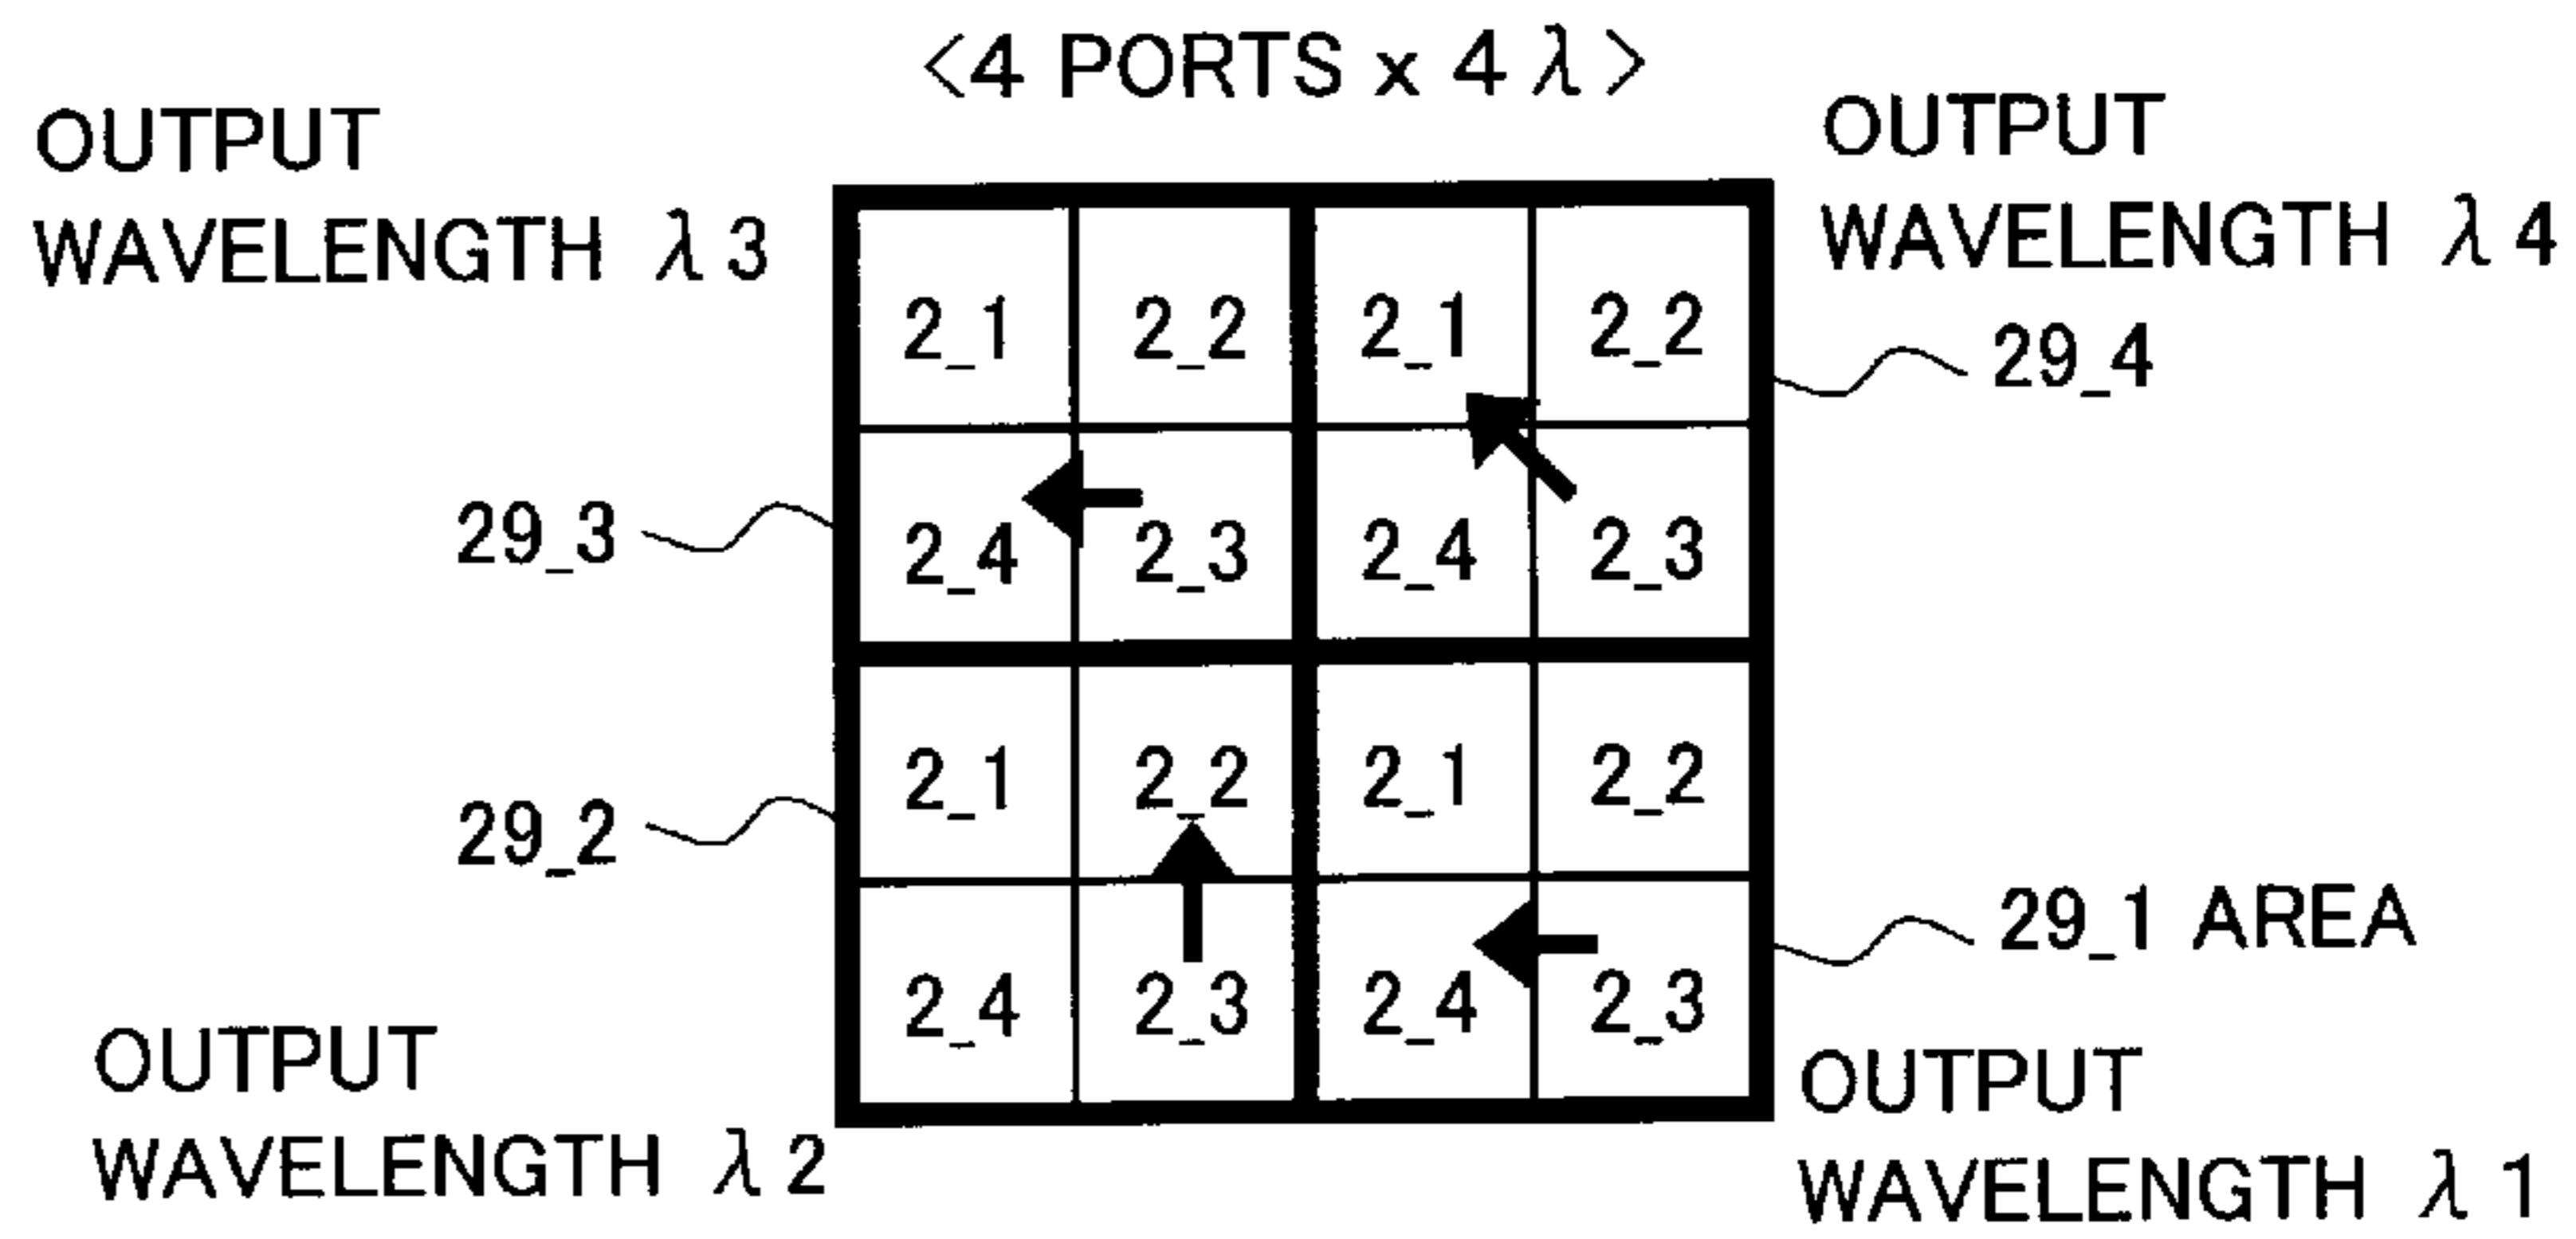 <4 PORTS x 4 λ>
OUTPUT
WAVELENGTH λ3
OUTPUT
WAVELENGTH λ4
2_1 2_2 2_1 2_2
29_4
2_4 2_3 2_4 2_3
29_3
2_1 2_2 2_1 2_2
29_2
29_1 AREA
2_4 2_3 2_4 2_3
OUTPUT
WAVELENGTH λ2
OUTPUT
WAVELENGTH λ1